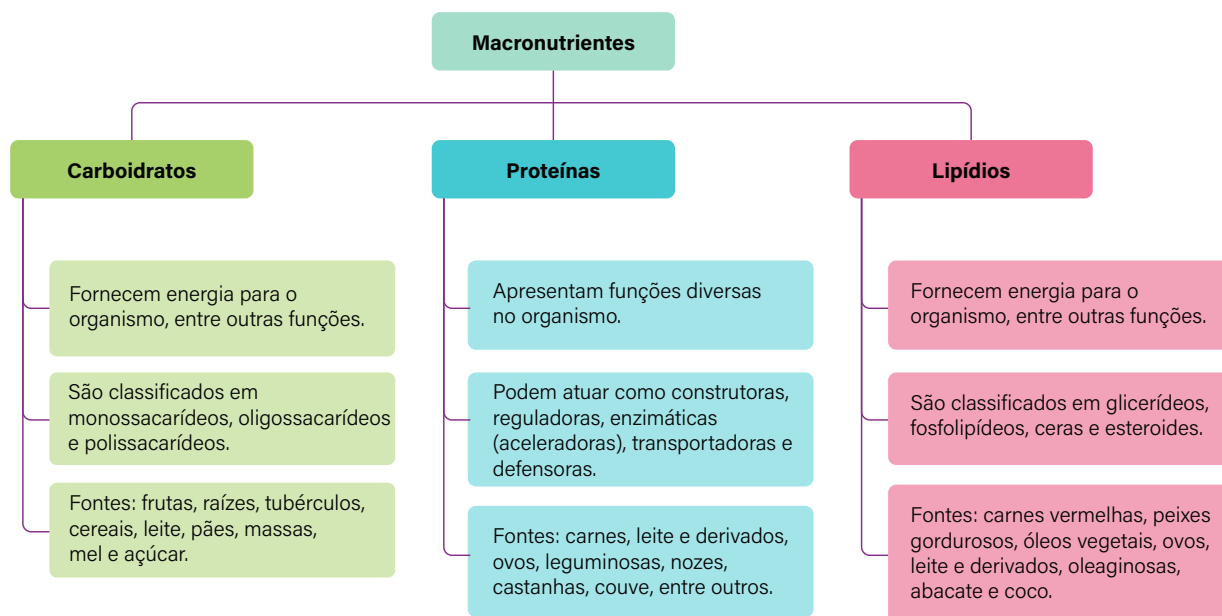 Macronutrientes
Carboidratos
Fornecem energia para o
organismo, entre outras funções.
São classificados em
monossacarídeos, oligossacarídeos
e polissacarídeos.
Fontes: frutas, raízes, tubérculos,
cereais, leite, pães, massas,
mel e açúcar.
Proteínas
Apresentam funções diversas
no organismo.
Podem atuar como construtoras,
reguladoras, enzimáticas
(aceleradoras), transportadoras e
defensoras.
Fontes: carnes, leite e derivados,
ovos, leguminosas, nozes,
castanhas, couve, entre outros.
Lipídios
Fornecem energia para o
organismo, entre outras funções.
São classificados em glicerídeos,
fosfolipídeos, ceras e esteroides.
Fontes: carnes vermelhas, peixes
gordurosos, óleos vegetais, ovos,
leite e derivados, oleaginosas,
abacate e coco.